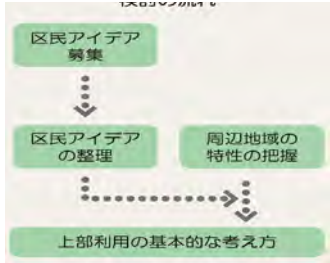 区民アイデア
募集
区民アイデア
の整理
周辺地域の
特性の把握
上部利用の基本的な考え方